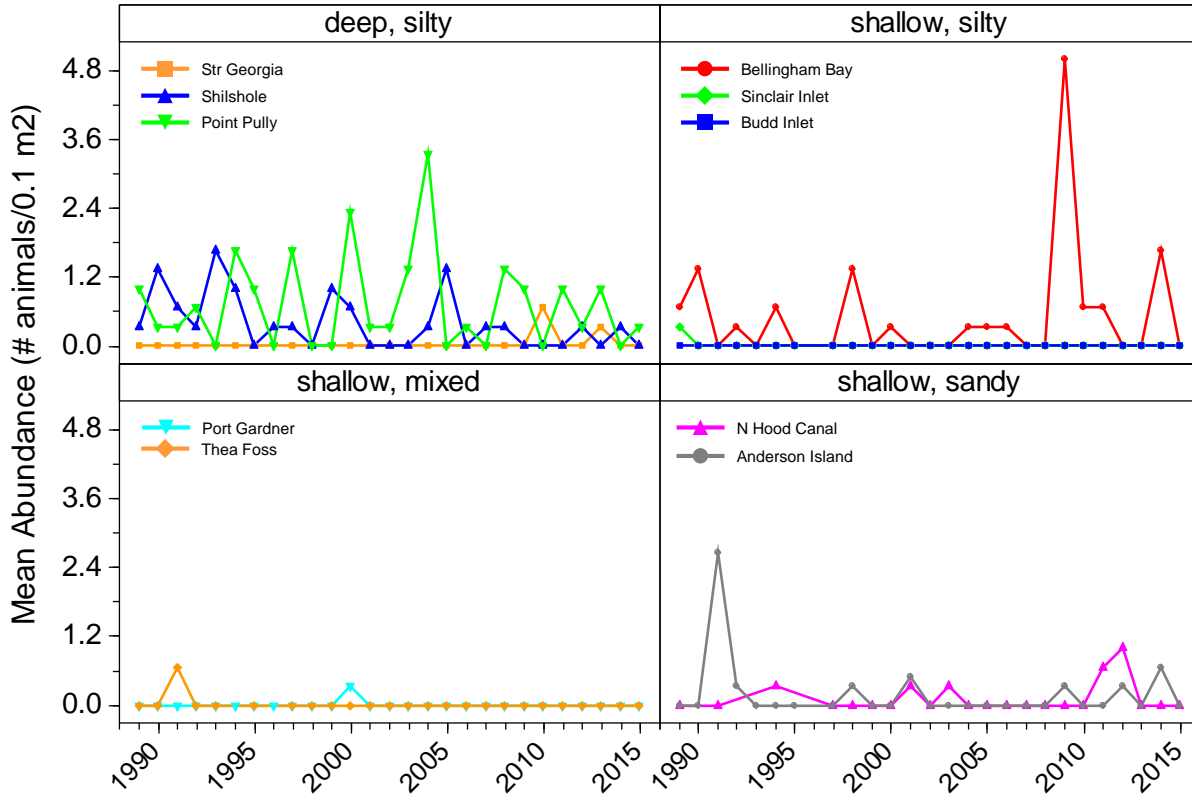 Mean Abundance (# animals/0.1 m2)
deep, silty
Str Georgia
Shilshole
Point Pully
4.8
3.6
2.4
1.2
0.0
shallow, silty
Bellingham Bay
Sinclair Inlet
Budd Inlet
shallow, mixed
Port Gardner
Thea Foss
4.8
3.6
2.4
1.2
0.0
1990 1995 2000 2005 2010 2015
shallow, sandy
N Hood Canal
Anderson Island
1990 1995 2000 2005 2010 2015